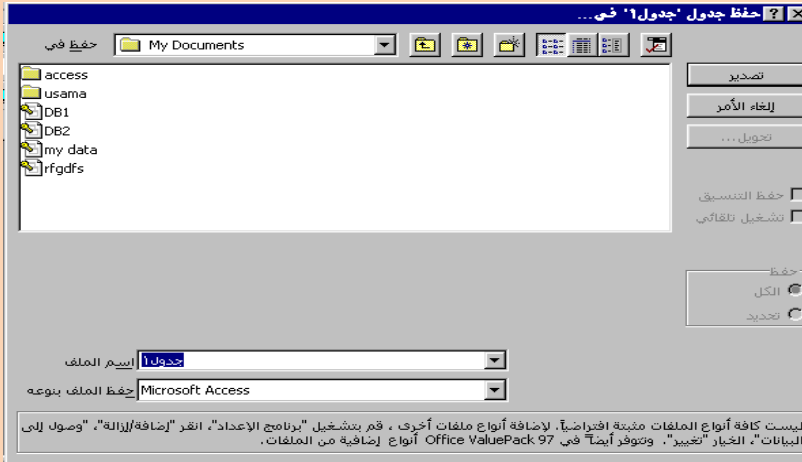 حفظ جدول "جدول١" في...
حفظ في My Documents
access
usama
DB1
DB2
my data
rfgdfs
تصدير
إلغاء الأمر
تحويل...
حفظ التنسيق
تشغيل تلقائي
حفظ
الكل
تحديد
اسم الملف جدول١
حفظ الملف بنوعه Microsoft Access
ليست كافة أنواع الملفات مثبتة افتراضياً. لإضافة أنواع ملفات أخرى ، قم بتشغيل "برنامج الإعداد"، انقر "إضافة/إزالة"، "وصول إلى
البيانات"، الخيار "تغيير". وتتوفر أيضاً في Office ValuePack 97 أنواع إضافية من الملفات.